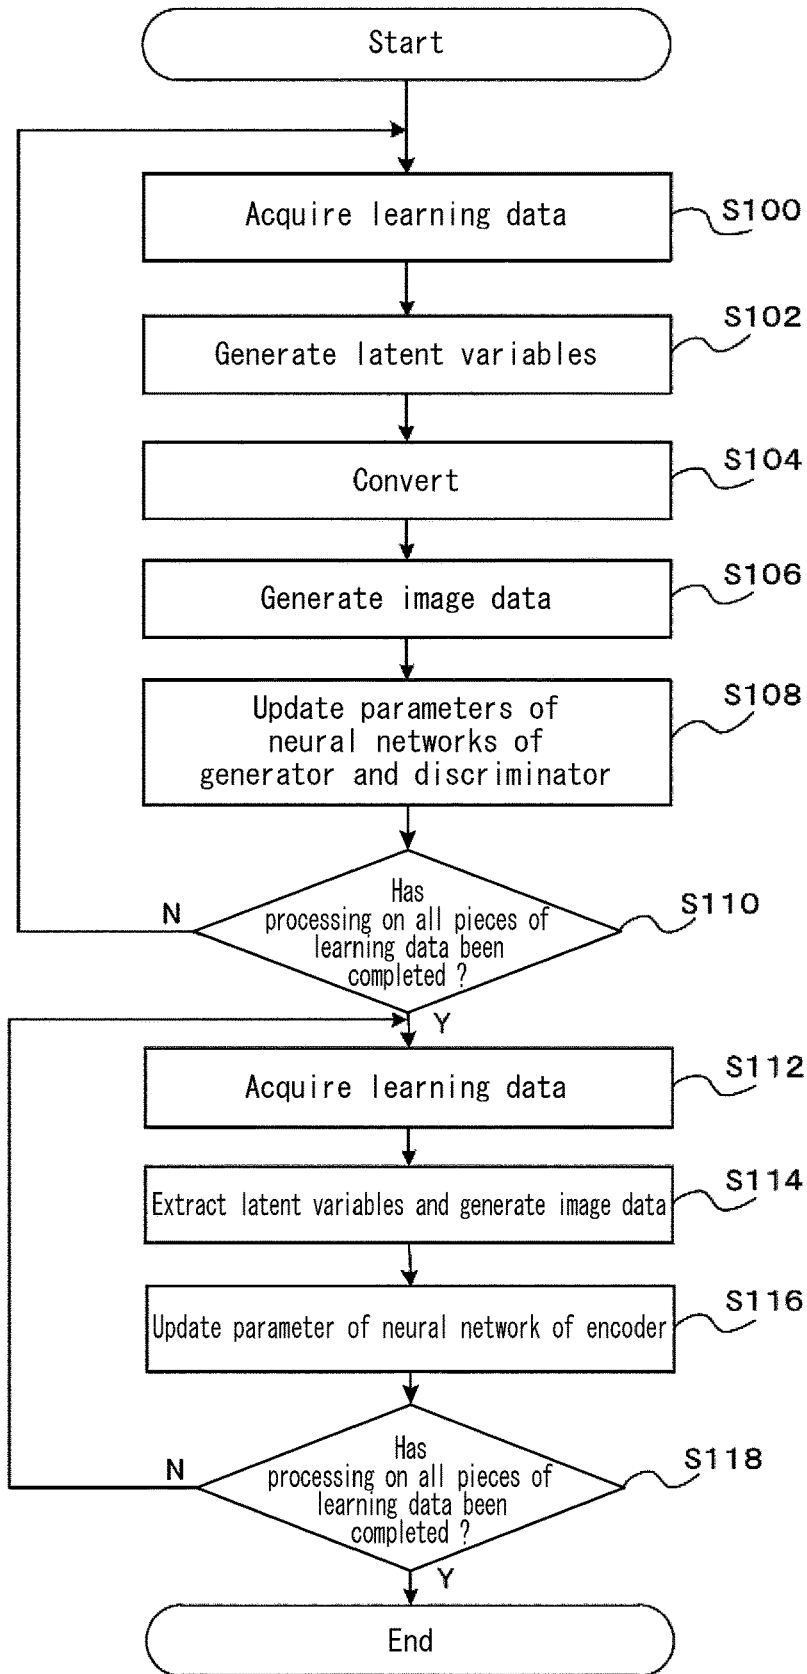 Start
Acquire learning data
S100
Generate latent variables
S102
Convert
S104
Generate image data
S106
Update parameters of
neural networks of
generator and discriminator
S108
Has
processing on all pieces of
learning data been
completed ?
S110
N
Y
Acquire learning data
S112
Extract latent variables and generate image data
S114
Update parameter of neural network of encoder
S116
Has
processing on all pieces of
learning data been
completed ?
S118
N
Y
End